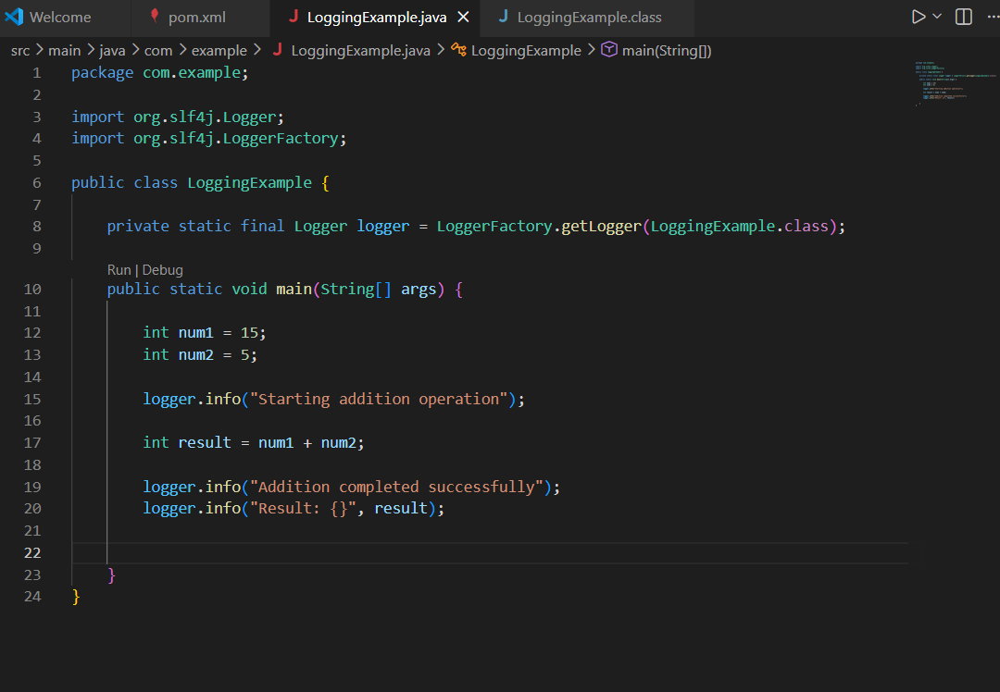 Welcome pom.xml LoggingExample.java LoggingExample.class
src > main > java > com > example > LoggingExample.java > LoggingExample > main(String[])
1 package com.example;
2
3 import org.slf4j.Logger;
4 import org.slf4j.LoggerFactory;
5
6 public class LoggingExample {
7
8 private static final Logger logger = LoggerFactory.getLogger(LoggingExample.class);
9
Run | Debug
10 public static void main(String[] args) {
11
12 int num1 = 15;
13 int num2 = 5;
14
15 logger.info("Starting addition operation");
16
17 int result = num1 + num2;
18
19 logger.info("Addition completed successfully");
20 logger.info("Result: {}", result);
21
22
23 }
24 }